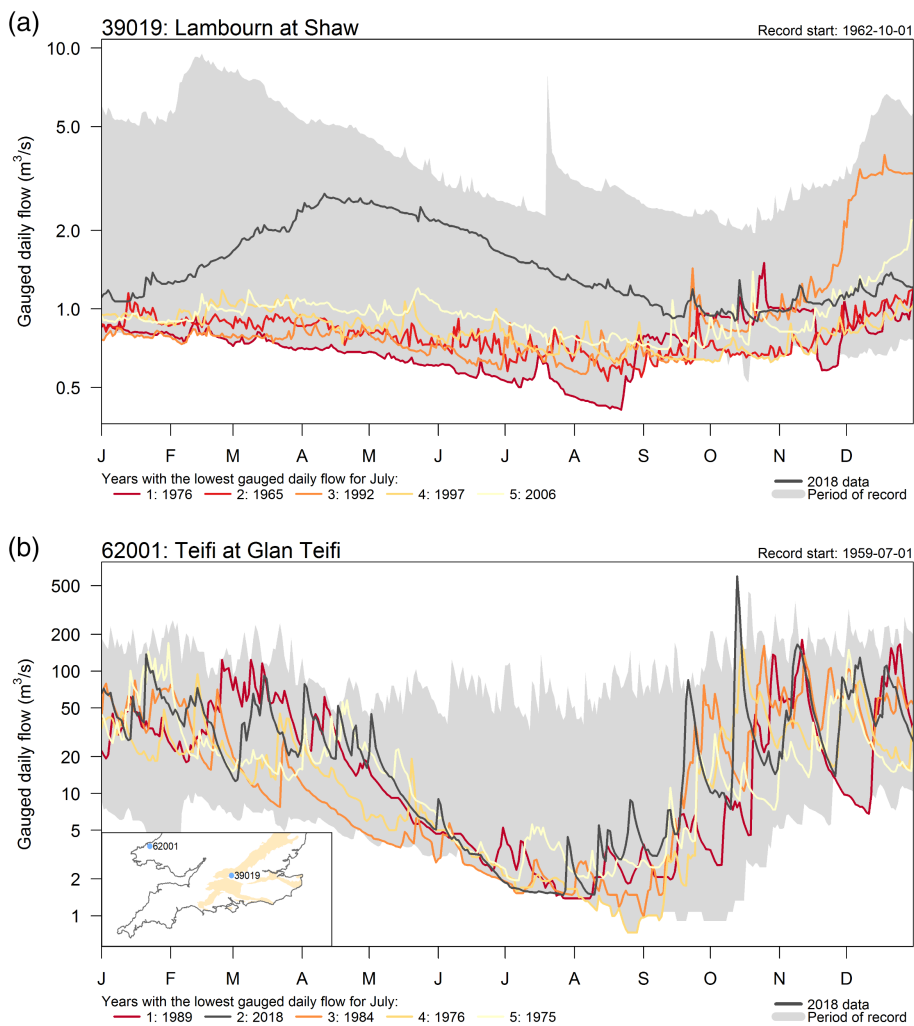 (a)
39019: Lambourn at Shaw
Record start: 1962-10-01
Gauged daily flow (m³/s)
10.0
5.0
2.0
1.0
0.5
J F M A M J J A S O N D
Years with the lowest gauged daily flow for July:
1: 1976 2: 1965 3: 1992 4: 1997 5: 2006
2018 data
Period of record
(b)
62001: Teifi at Glan Teifi
Record start: 1959-07-01
Gauged daily flow (m³/s)
500
200
100
50
20
10
5
2
1
62001
39019
J F M A M J J A S O N D
Years with the lowest gauged daily flow for July:
1: 1989 2: 2018 3: 1984 4: 1976 5: 1975
2018 data
Period of record